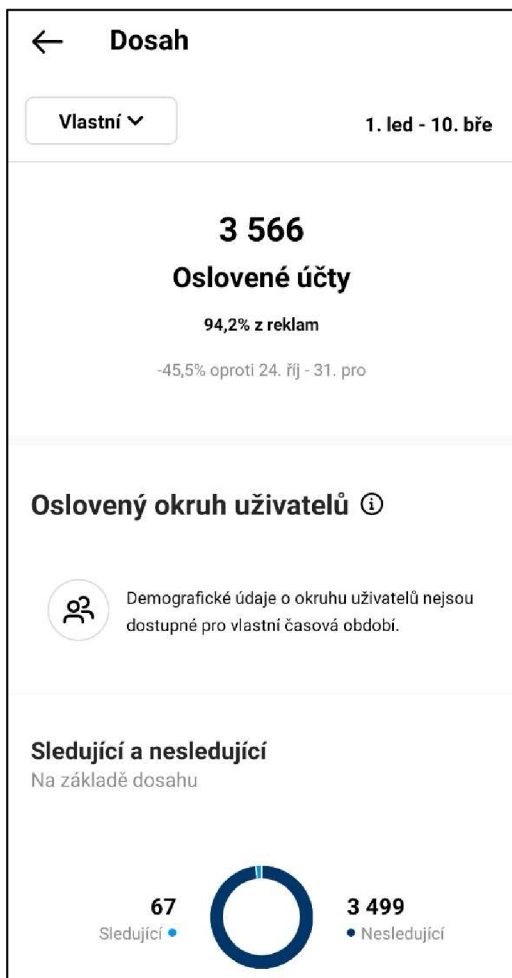 Dosah
Vlastní
1. led - 10. bře
3 566
Oslovené účty
94,2% z reklam
-45,5% oproti 24. říj - 31. pro
Oslovený okruh uživatelů
Demografické údaje o okruhu uživatelů nejsou
dostupné pro vlastní časová období.
Sledující a nesledující
Na základě dosahu
67
Sledující
3 499
Nesledující